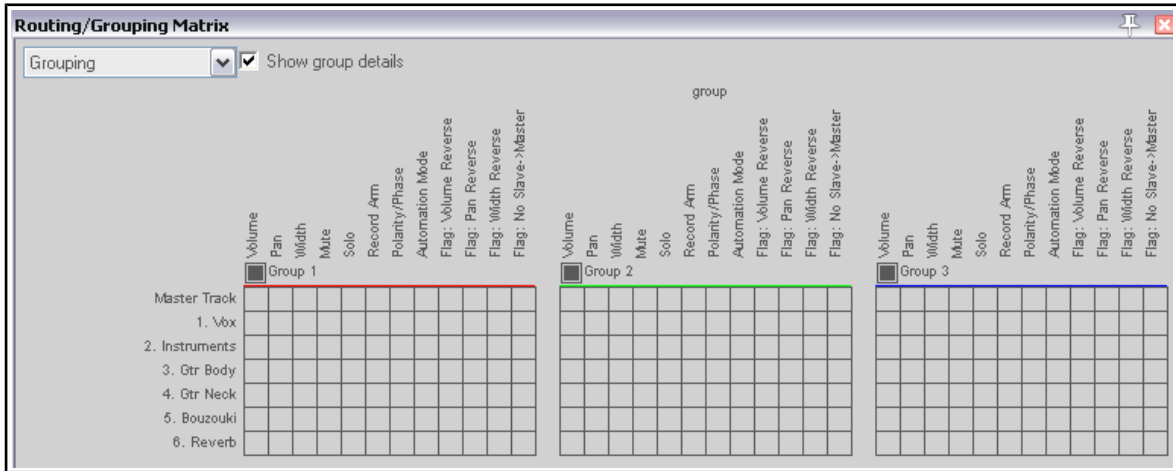 Routing/Grouping Matrix
Grouping
Show group details
group
Volume
Pan
Width
Mute
Solo
Record Arm
Polarity/Phase
Automation Mode
Flag: Volume Reverse
Flag: Pan Reverse
Flag: Width Reverse
Flag: No Slave->Master
Volume
Pan
Width
Mute
Solo
Record Arm
Polarity/Phase
Automation Mode
Flag: Volume Reverse
Flag: Pan Reverse
Flag: Width Reverse
Flag: No Slave->Master
Volume
Pan
Width
Mute
Solo
Record Arm
Polarity/Phase
Automation Mode
Flag: Volume Reverse
Flag: Pan Reverse
Flag: Width Reverse
Flag: No Slave->Master
Group 1
Group 2
Group 3
Master Track
1. Vox
2. Instruments
3. Gtr Body
4. Gtr Neck
5. Bouzouki
6. Reverb